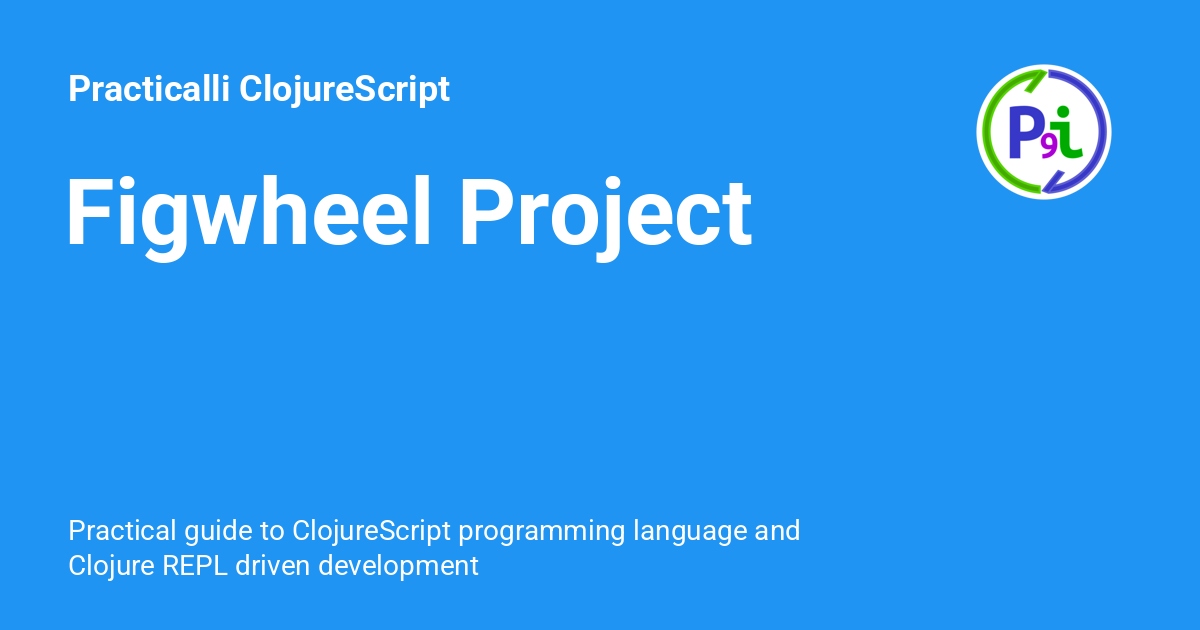 Practicalli ClojureScript
P9i
Figwheel Project
Practical guide to ClojureScript programming language and
Clojure REPL driven development